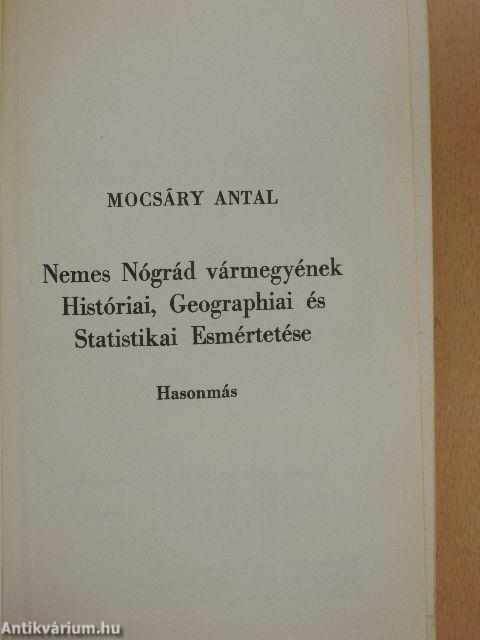 MOCSÁRY ANTAL
Nemes Nógrád vármegyének
Históriai, Geographiai és
Statistikai Esmértetése
Hasonmás
Antikvárium.hu